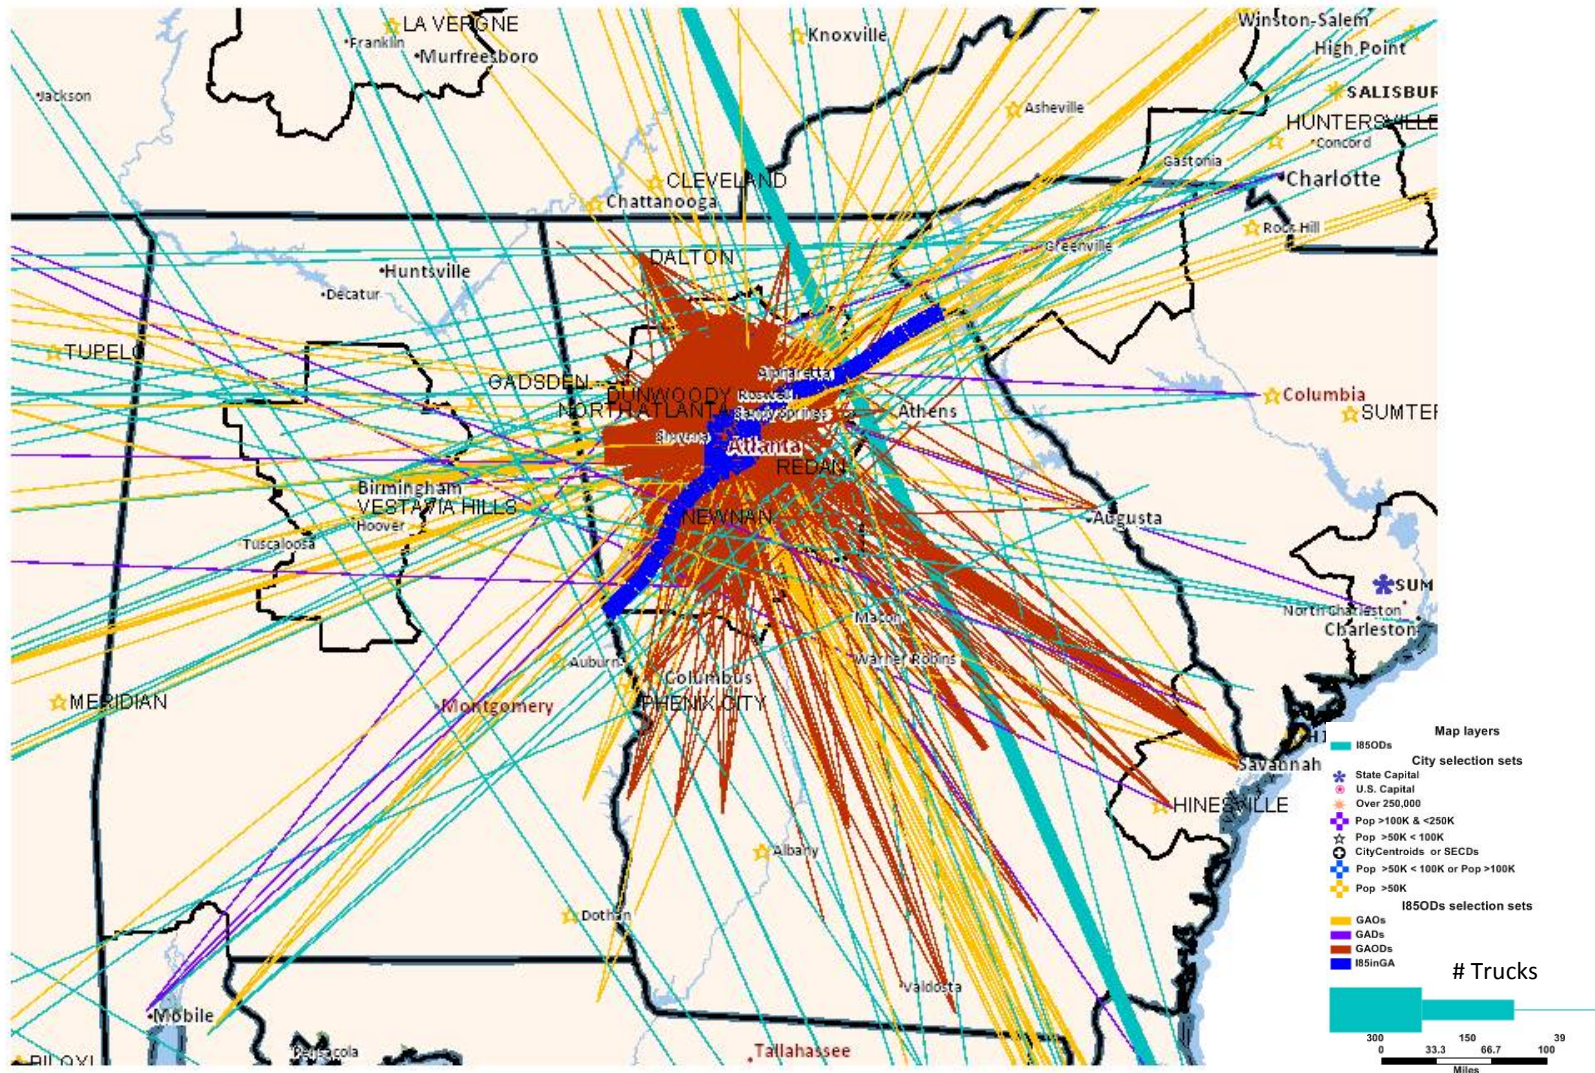 LA VERGNE
Franklin
Murfreesboro
Jackson
Knoxville
Winston-Salem
High Point
Asheville
SALISBUR
HUNTERSVILLE
Concord
Gastonia
Charlotte
CLEVELAND
Chattanooga
Rock Hill
Greenville
DALTON
Huntsville
Decatur
TUPELO
GADSDEN
DUNWOODY
Alpharetta
Roswell
NORTH ATLANTA
Sandy Springs
Athens
Columbia
SUMTER
Smyrna
Atlanta
REDAN
Birmingham
VESTAVIA HILLS
Hoover
Tuscaloosa
NEWNAN
Augusta
SUM
North Charleston
Charleston
Macon
Warner Robins
Auburn
Columbus
PHENIX CITY
MERIDIAN
Montgomery
Savannah
HINESVILLE
Albany
Dothan
Valdosta
Mobile
Pensacola
Tallahassee
BILOXI
HI
Map layers
I85ODs
City selection sets
State Capital
U.S. Capital
Over 250,000
Pop >100K & <250K
Pop >50K < 100K
CityCentroids or SECDs
Pop >50K < 100K or Pop >100K
Pop >50K
I85ODs selection sets
GAOs
GADs
GAODs
I85inGA
# Trucks
300 150 39
0 33.3 66.7 100
Miles